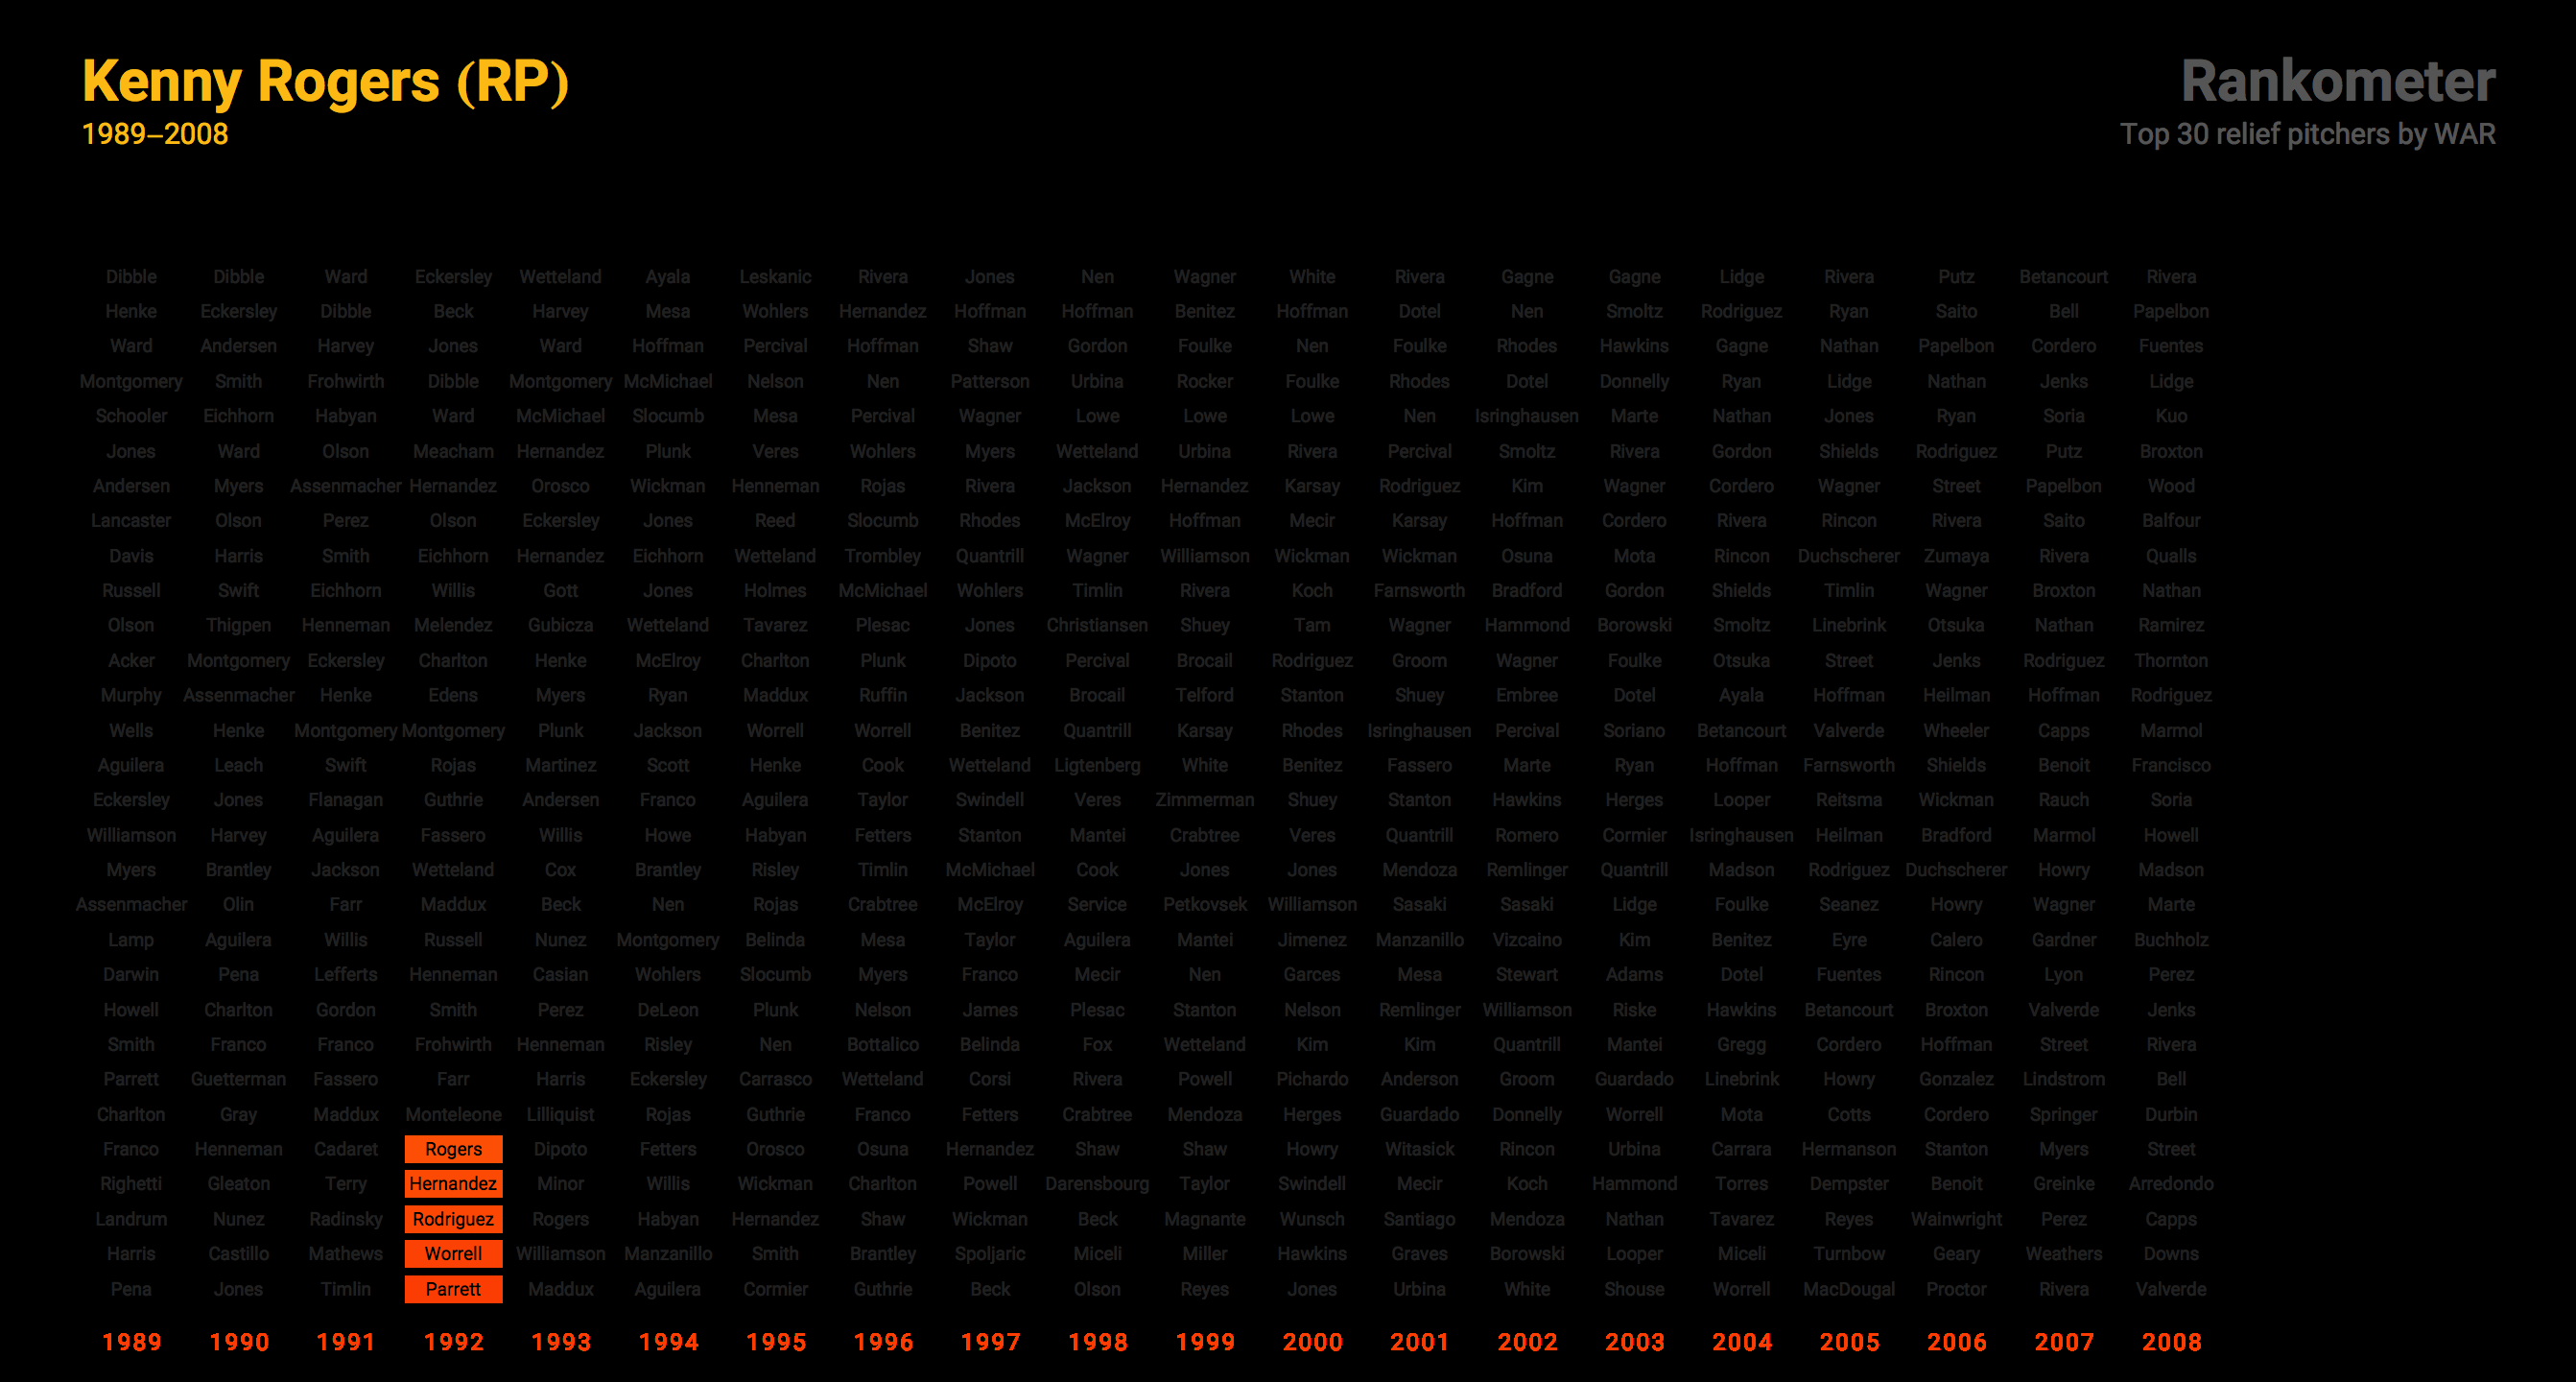 Kenny Rogers (RP)
1989–2008
Rankometer
Top 30 relief pitchers by WAR
Dibble Dibble Ward Eckersley Wetteland Ayala Leskanic Rivera Jones Nen Wagner White Rivera Gagne Gagne Lidge Rivera Putz Betancourt Rivera
Henke Eckersley Dibble Beck Harvey Mesa Wohlers Hernandez Hoffman Hoffman Benitez Hoffman Dotel Nen Smoltz Rodriguez Ryan Saito Bell Papelbon
Ward Andersen Harvey Jones Ward Hoffman Percival Hoffman Shaw Gordon Foulke Nen Foulke Rhodes Hawkins Gagne Nathan Papelbon Cordero Fuentes
Montgomery Smith Frohwirth Dibble Montgomery McMichael Nelson Nen Patterson Urbina Rocker Foulke Rhodes Dotel Donnelly Ryan Lidge Nathan Jenks Lidge
Schooler Eichhorn Habyan Ward McMichael Slocumb Mesa Percival Wagner Lowe Lowe Lowe Nen Isringhausen Marte Nathan Jones Ryan Soria Kuo
Jones Ward Olson Meacham Hernandez Plunk Veres Wohlers Myers Wetteland Urbina Rivera Percival Smoltz Rivera Gordon Shields Rodriguez Putz Broxton
Andersen Myers Assenmacher Hernandez Orosco Wickman Henneman Rojas Rivera Jackson Hernandez Karsay Rodriguez Kim Wagner Cordero Wagner Street Papelbon Wood
Lancaster Olson Perez Olson Eckersley Jones Reed Slocumb Rhodes McElroy Hoffman Mecir Karsay Hoffman Cordero Rivera Rincon Rivera Saito Balfour
Davis Harris Smith Eichhorn Hernandez Eichhorn Wetteland Trombley Quantrill Wagner Williamson Wickman Wickman Osuna Mota Rincon Duchscherer Zumaya Rivera Qualls
Russell Swift Eichhorn Willis Gott Jones Holmes McMichael Wohlers Timlin Rivera Koch Farnsworth Bradford Gordon Shields Timlin Wagner Broxton Nathan
Olson Thigpen Henneman Melendez Gubicza Wetteland Tavarez Plesac Jones Christiansen Shuey Tam Wagner Hammond Borowski Smoltz Linebrink Otsuka Nathan Ramirez
Acker Montgomery Eckersley Charlton Henke McElroy Charlton Plunk Dipoto Percival Brocail Rodriguez Groom Wagner Foulke Otsuka Street Jenks Rodriguez Thornton
Murphy Assenmacher Henke Edens Myers Ryan Maddux Ruffin Jackson Brocail Telford Stanton Shuey Embree Dotel Ayala Hoffman Heilman Hoffman Rodriguez
Wells Henke Montgomery Montgomery Plunk Jackson Worrell Worrell Benitez Quantrill Karsay Rhodes Isringhausen Percival Soriano Betancourt Valverde Wheeler Capps Marmol
Aguilera Leach Swift Rojas Martinez Scott Henke Cook Wetteland Ligtenberg White Benitez Fassero Marte Ryan Hoffman Farnsworth Shields Benoit Francisco
Eckersley Jones Flanagan Guthrie Andersen Franco Aguilera Taylor Swindell Veres Zimmerman Shuey Stanton Hawkins Herges Looper Reitsma Wickman Rauch Soria
Williamson Harvey Aguilera Fassero Willis Howe Habyan Fetters Stanton Mantei Crabtree Veres Quantrill Romero Cormier Isringhausen Heilman Bradford Marmol Howell
Myers Brantley Jackson Wetteland Cox Brantley Risley Timlin McMichael Cook Jones Jones Mendoza Remlinger Quantrill Madson Rodriguez Duchscherer Howry Madson
Assenmacher Olin Farr Maddux Beck Nen Rojas Crabtree McElroy Service Petkovsek Williamson Sasaki Sasaki Lidge Foulke Seanez Howry Wagner Marte
Lamp Aguilera Willis Russell Nunez Montgomery Belinda Mesa Taylor Aguilera Mantei Jimenez Manzanillo Vizcaino Kim Benitez Eyre Calero Gardner Buchholz
Darwin Pena Lefferts Henneman Casian Wohlers Slocumb Myers Franco Mecir Nen Garces Mesa Stewart Adams Dotel Fuentes Rincon Lyon Perez
Howell Charlton Gordon Smith Perez DeLeon Plunk Nelson James Plesac Stanton Nelson Remlinger Williamson Riske Hawkins Betancourt Broxton Valverde Jenks
Smith Franco Franco Frohwirth Henneman Risley Nen Bottalico Belinda Fox Wetteland Kim Kim Quantrill Mantei Gregg Cordero Hoffman Street Rivera
Parrett Guetterman Fassero Farr Harris Eckersley Carrasco Wetteland Corsi Rivera Powell Pichardo Anderson Groom Guardado Linebrink Howry Gonzalez Lindstrom Bell
Charlton Gray Maddux Monteleone Lilliquist Rojas Guthrie Franco Fetters Crabtree Mendoza Herges Guardado Donnelly Worrell Mota Cotts Cordero Springer Durbin
Franco Henneman Cadaret Rogers Dipoto Fetters Orosco Osuna Hernandez Shaw Shaw Howry Witasick Rincon Urbina Carrara Hermanson Stanton Myers Street
Righetti Gleaton Terry Hernandez Minor Willis Wickman Charlton Powell Darensbourg Taylor Swindell Mecir Koch Hammond Torres Dempster Benoit Greinke Arredondo
Landrum Nunez Radinsky Rodriguez Rogers Habyan Hernandez Shaw Wickman Beck Magnante Wunsch Santiago Mendoza Nathan Tavarez Reyes Wainwright Perez Capps
Harris Castillo Mathews Worrell Williamson Manzanillo Smith Brantley Spoljaric Miceli Miller Hawkins Graves Borowski Looper Miceli Turnbow Geary Weathers Downs
Pena Jones Timlin Parrett Maddux Aguilera Cormier Guthrie Beck Olson Reyes Jones Urbina White Shouse Worrell MacDougal Proctor Rivera Valverde
1989 1990 1991 1992 1993 1994 1995 1996 1997 1998 1999 2000 2001 2002 2003 2004 2005 2006 2007 2008